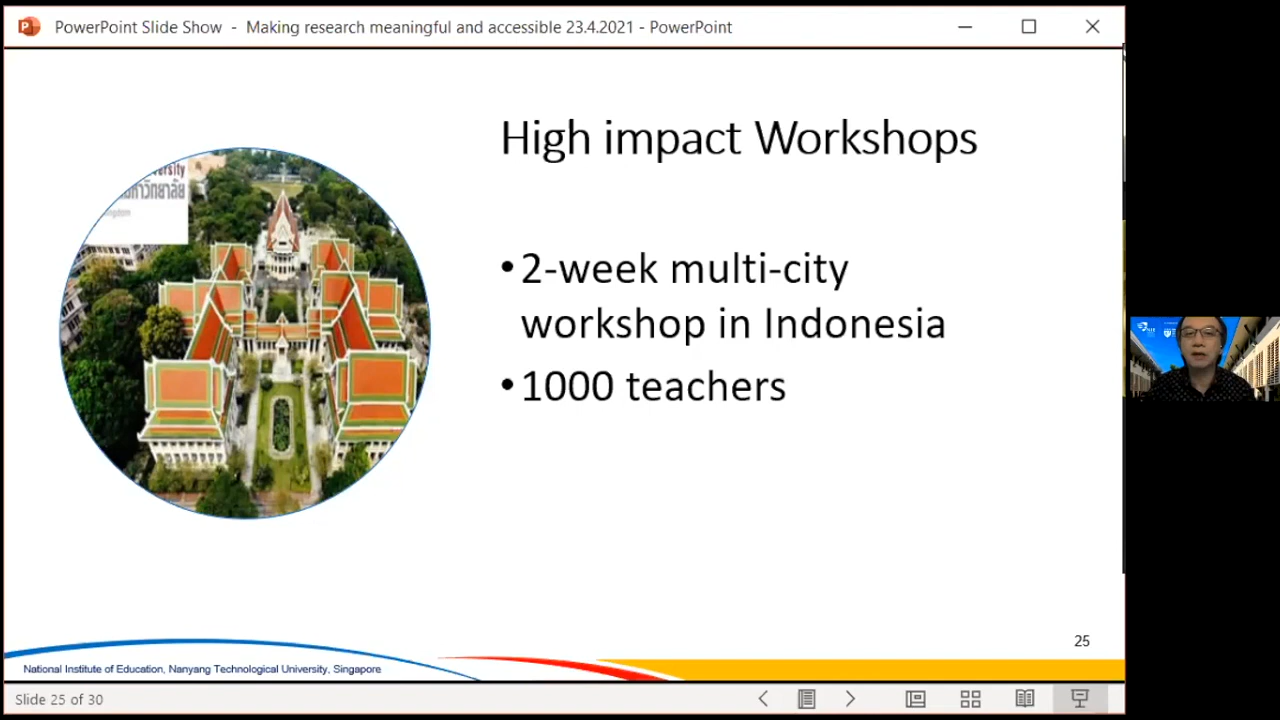 PowerPoint Slide Show - Making research meaningful and accessible 23.4.2021 - PowerPoint
High impact Workshops
•2-week multi-city
workshop in Indonesia
•1000 teachers
25
National Institute of Education, Nanyang Technological University, Singapore
Slide 25 of 30